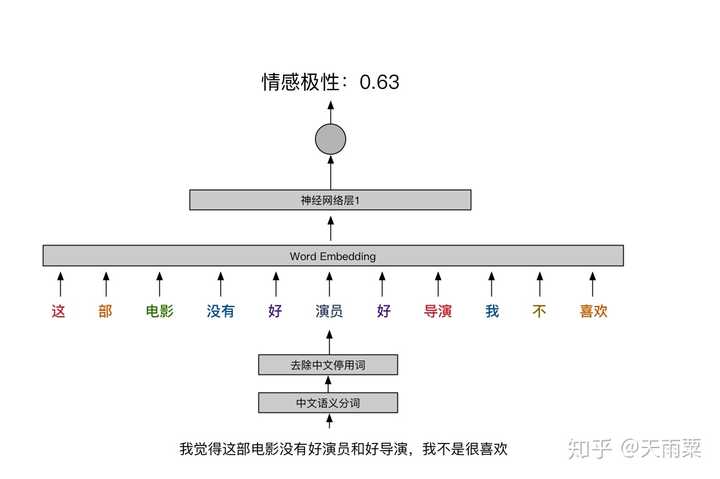 情感极性：0.63
神经网络层1
Word Embedding
这 部 电影 没有 好 演员 好 导演 我 不 喜欢
去除中文停用词
中文语义分词
我觉得这部电影没有好演员和好导演，我不是很喜欢
知乎 @天雨粟